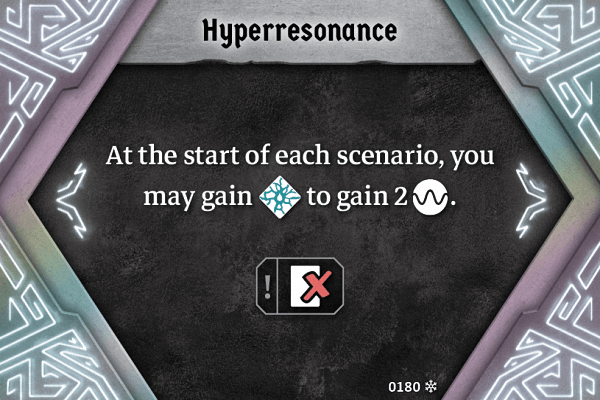 Hyperresonance
At the start of each scenario, you
may gain to gain 2 .
!
0180